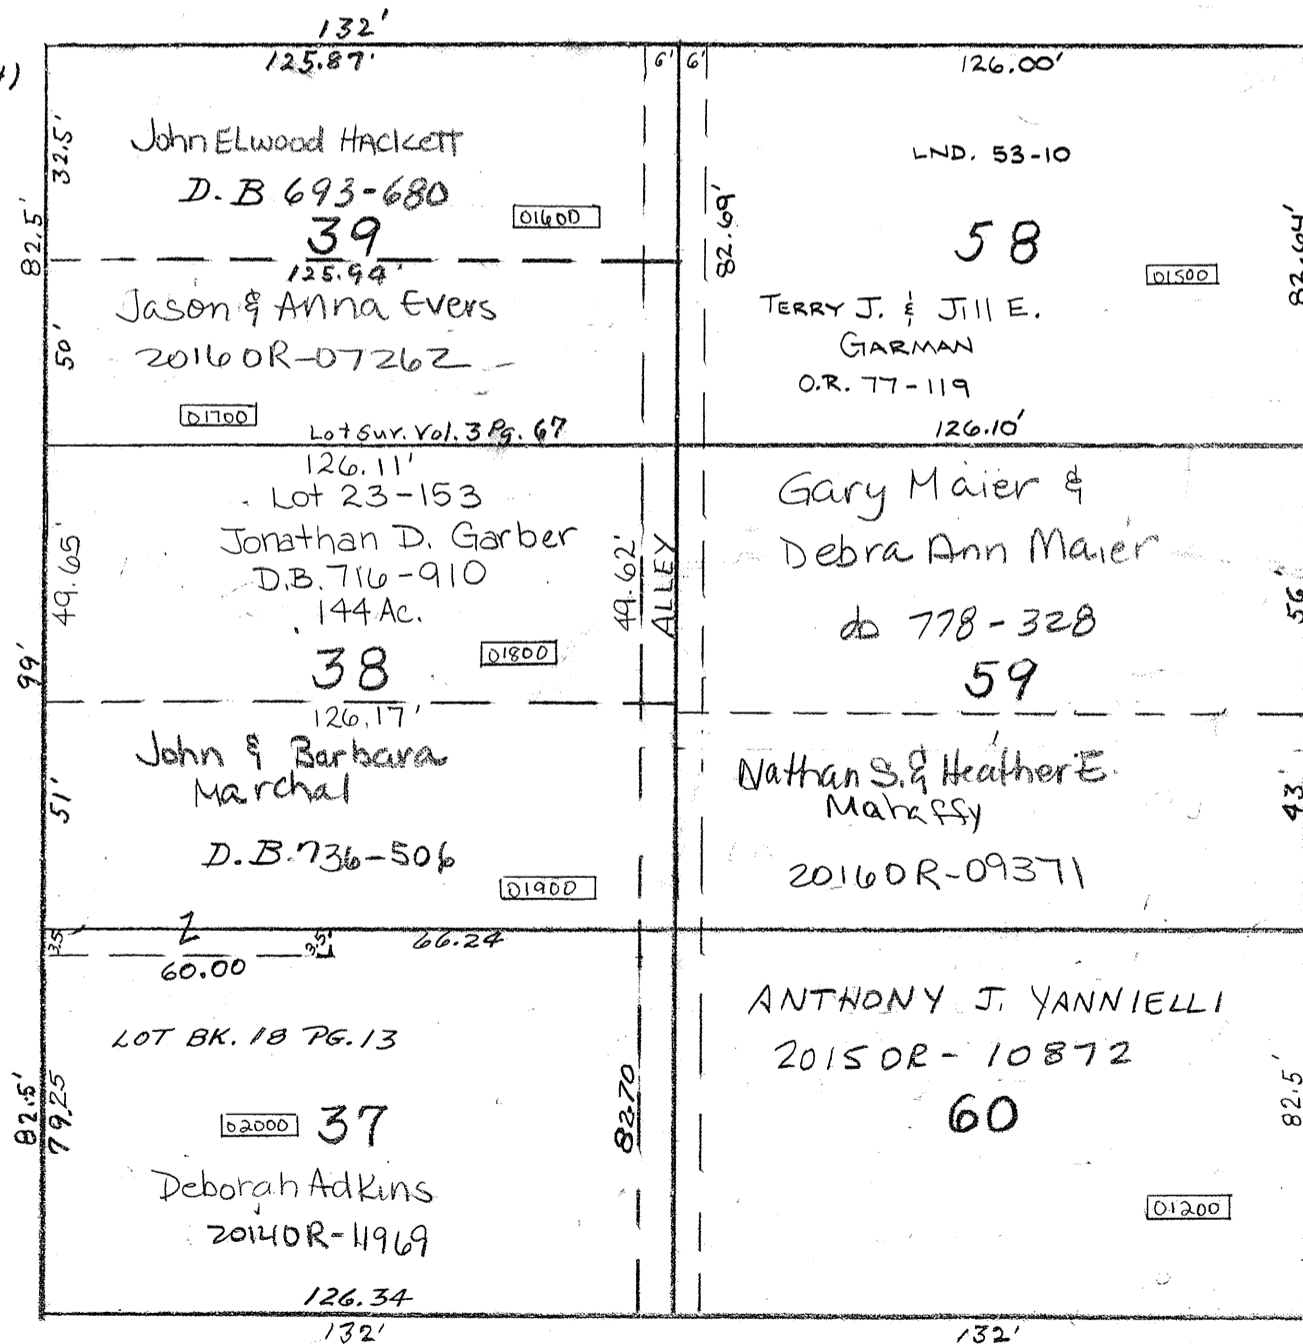 132'
125.87'
6' 6'
126.00'
4)
32.5'
82.5'
John Elwood Hackett
D.B 693-680
39
01600
125.94'
50'
Jason & Anna Evers
2016 OR-07262
01700
Lot Sur. Vol. 3 Pg. 67
LND. 53-10
82.69'
58
82.64'
01500
TERRY J. & Jill E.
GARMAN
O.R. 77-119
126.10'
126.11'
Lot 23-153
Jonathan D. Garber
D.B. 716-910
.144 Ac.
49.65'
49.62'
ALLEY
99'
38
01800
126.17'
Gary Maier &
Debra Ann Maier
db 778-328
56'
59
John & Barbara
Marchal
51'
D.B. 736-506
01900
Nathan S. & Heather E.
Mahaffy
43'
2016 OR-09371
3.5'
Z
3.5'
66.24
60.00
LOT BK. 18 PG. 13
82.5'
79.25
02000
37
82.70
Deborah Adkins
2014 OR-11969
126.34
132'
ANTHONY J. YANNIELLI
2015 OR-10872
60
82.5'
01200
132'